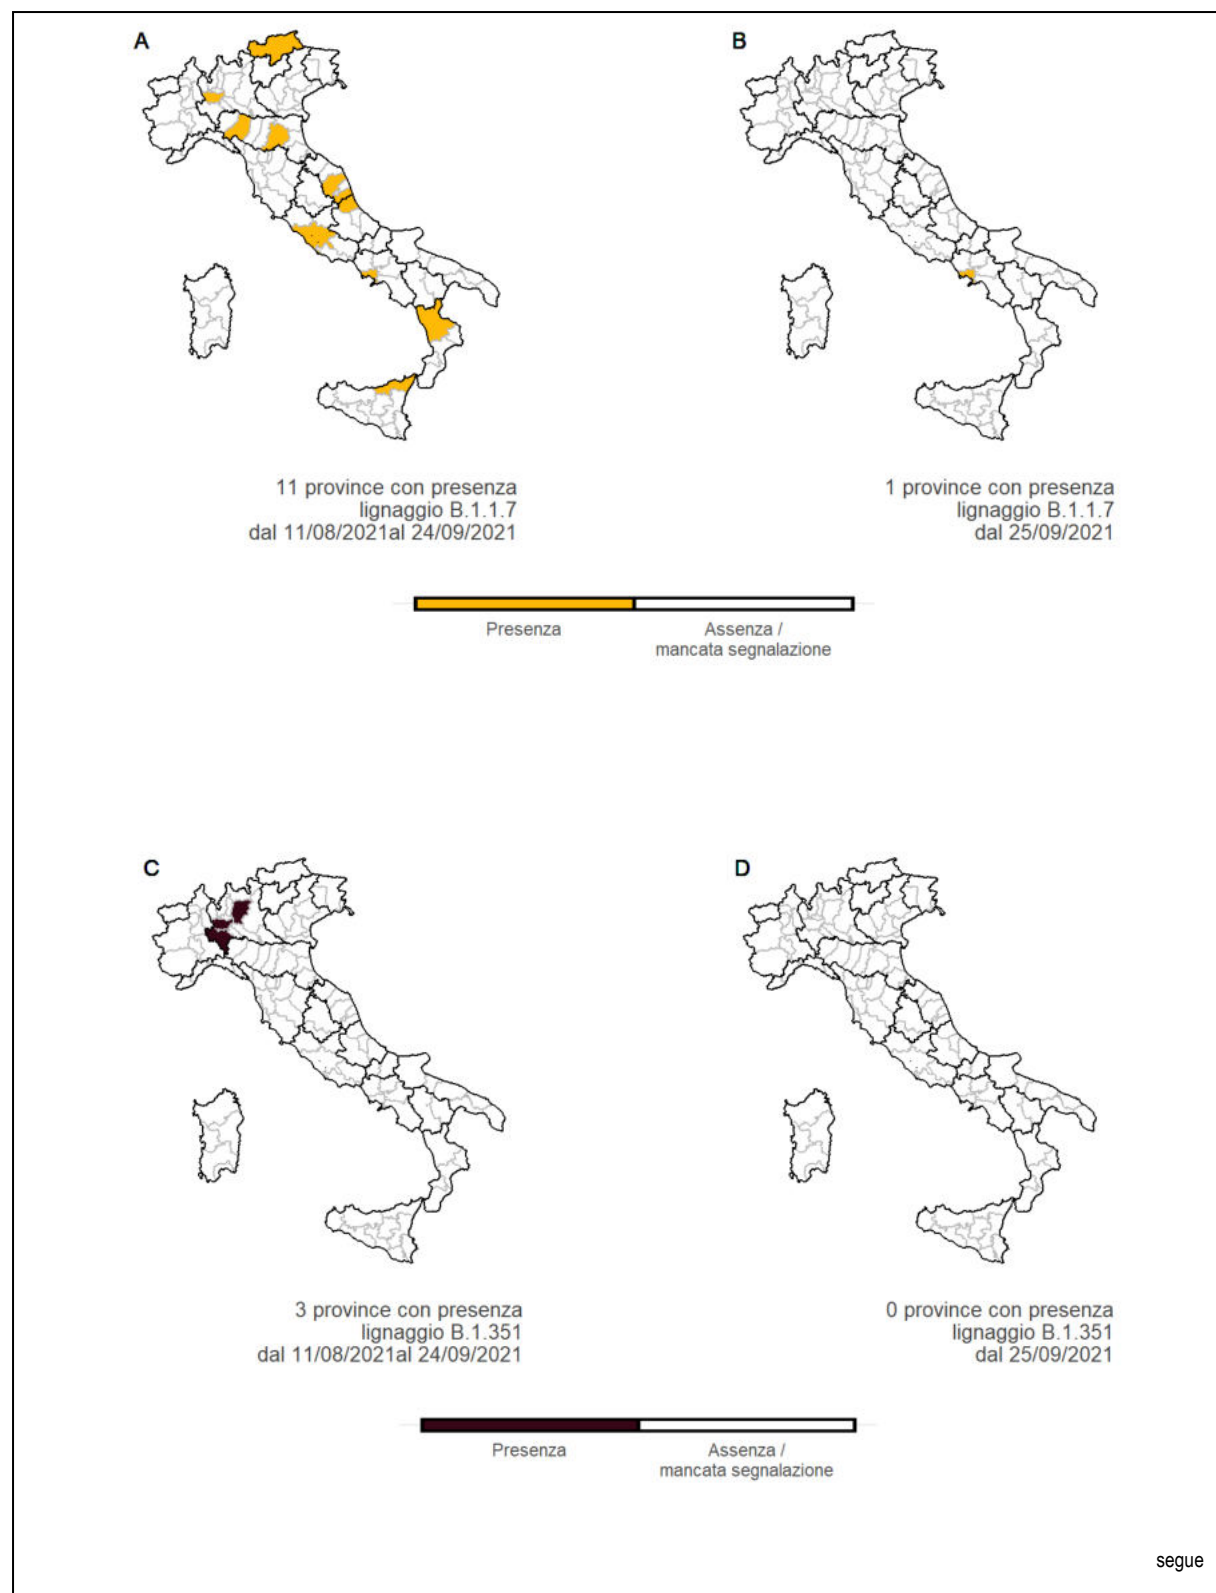 A
B
11 province con presenza
lignaggio B.1.1.7
dal 11/08/2021al 24/09/2021
1 province con presenza
lignaggio B.1.1.7
dal 25/09/2021
Presenza
Assenza /
mancata segnalazione
C
D
3 province con presenza
lignaggio B.1.351
dal 11/08/2021al 24/09/2021
0 province con presenza
lignaggio B.1.351
dal 25/09/2021
Presenza
Assenza /
mancata segnalazione
segue